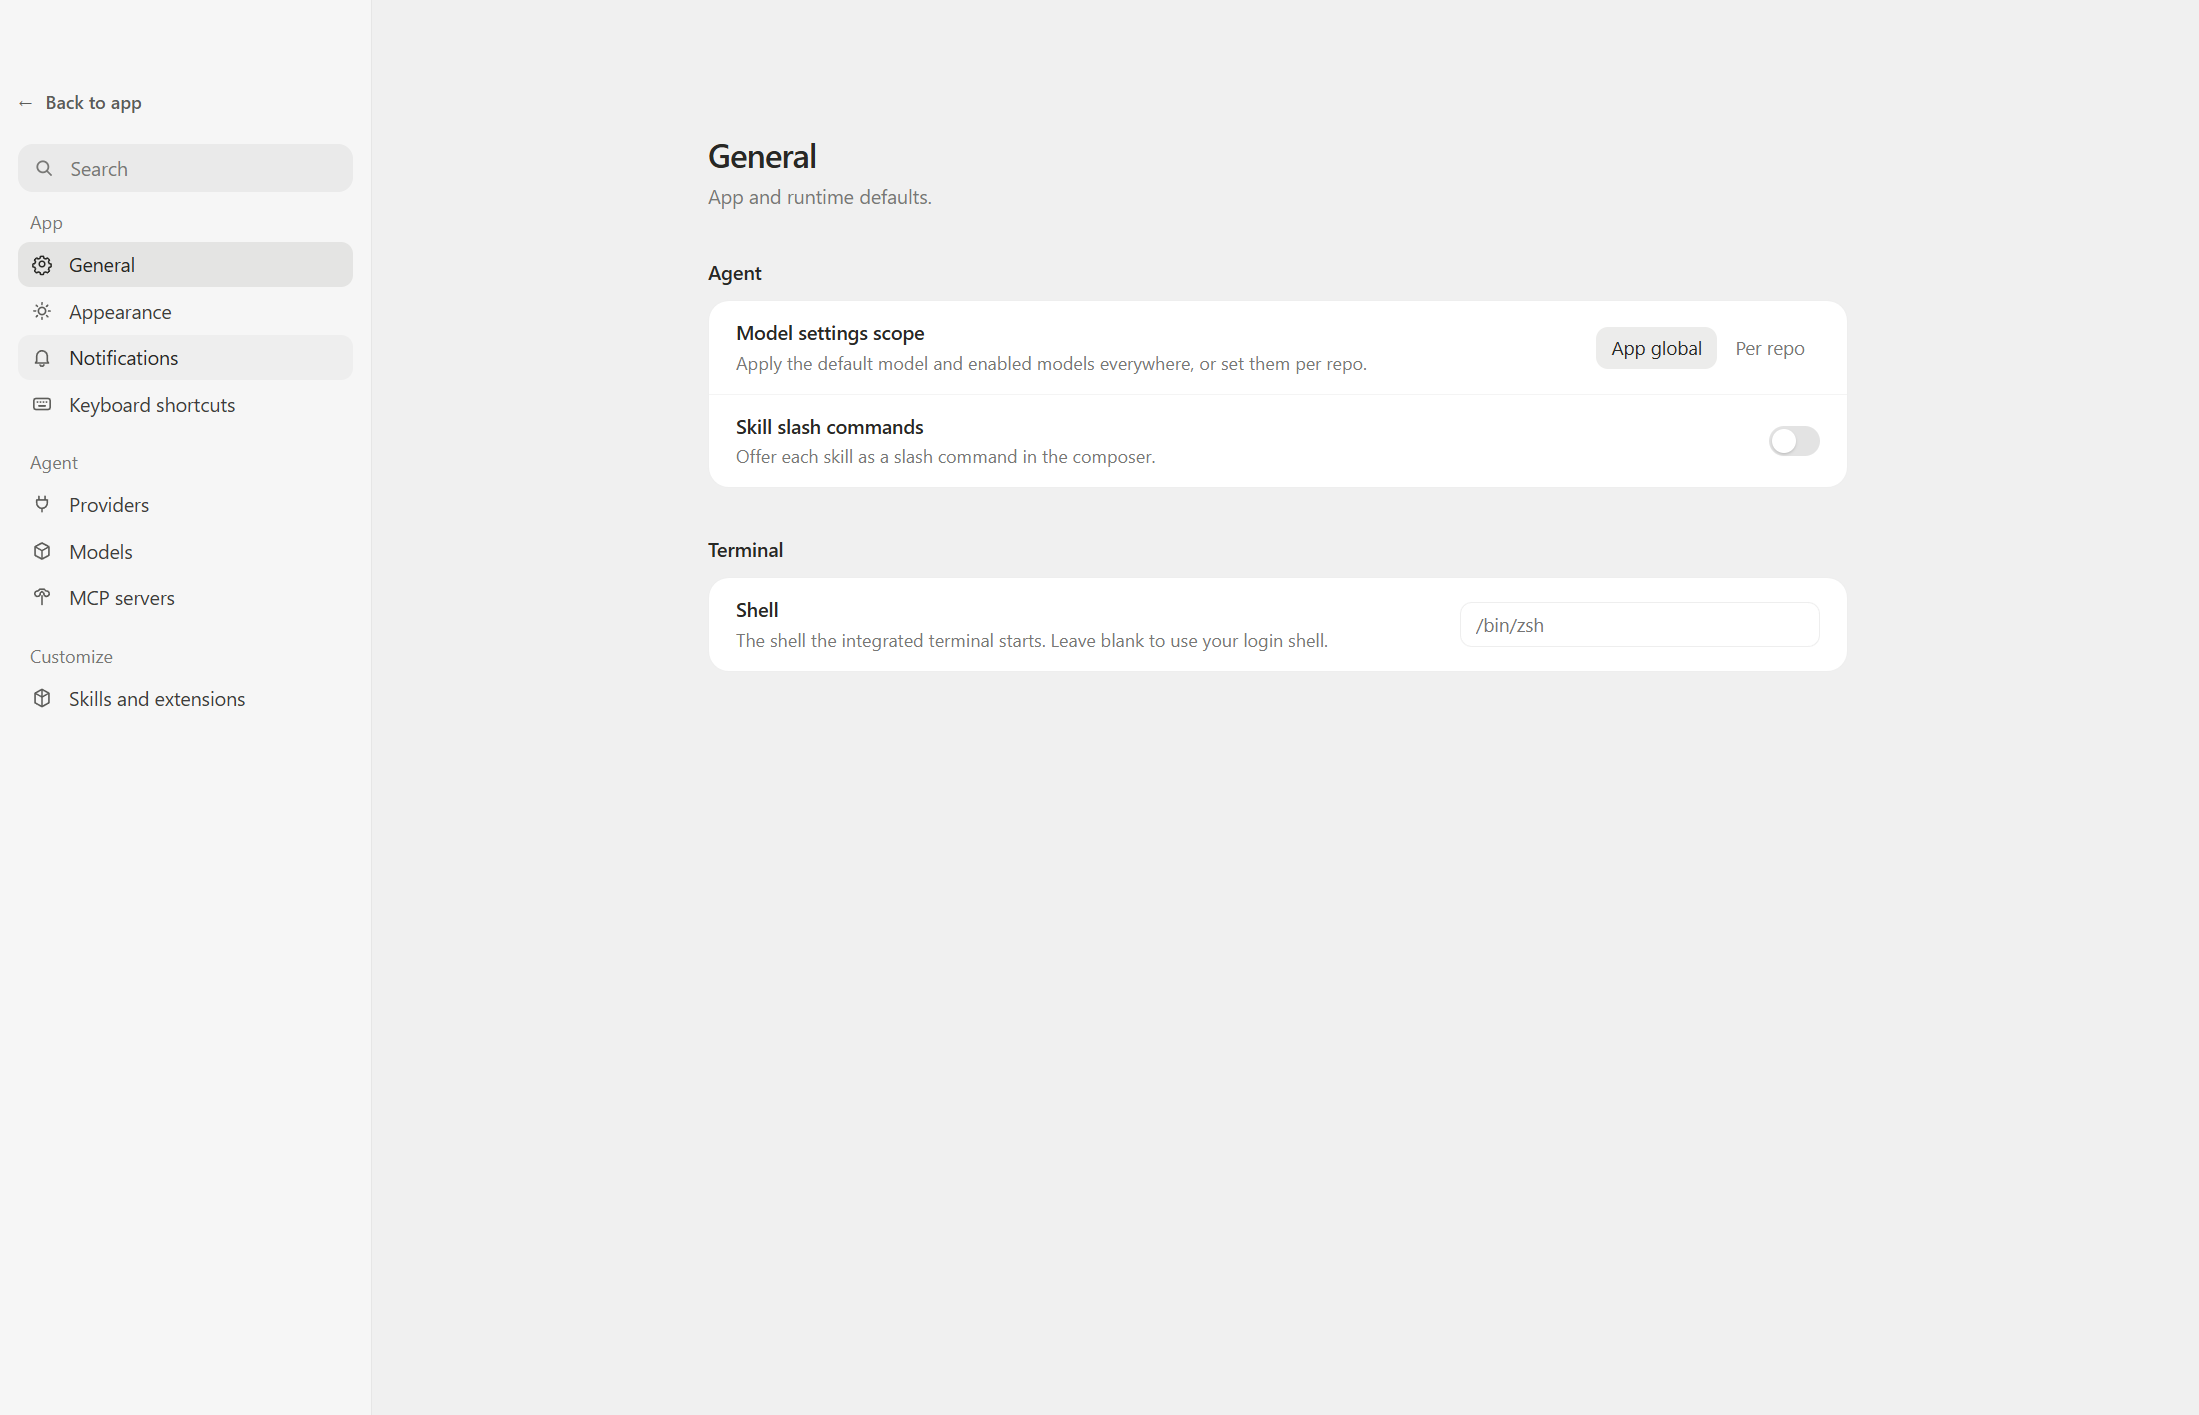 ← Back to app
Search
App
General
Appearance
Notifications
Keyboard shortcuts
Agent
Providers
Models
MCP servers
Customize
Skills and extensions
General
App and runtime defaults.
Agent
Model settings scope
Apply the default model and enabled models everywhere, or set them per repo.
App global
Per repo
Skill slash commands
Offer each skill as a slash command in the composer.
Terminal
Shell
The shell the integrated terminal starts. Leave blank to use your login shell.
/bin/zsh